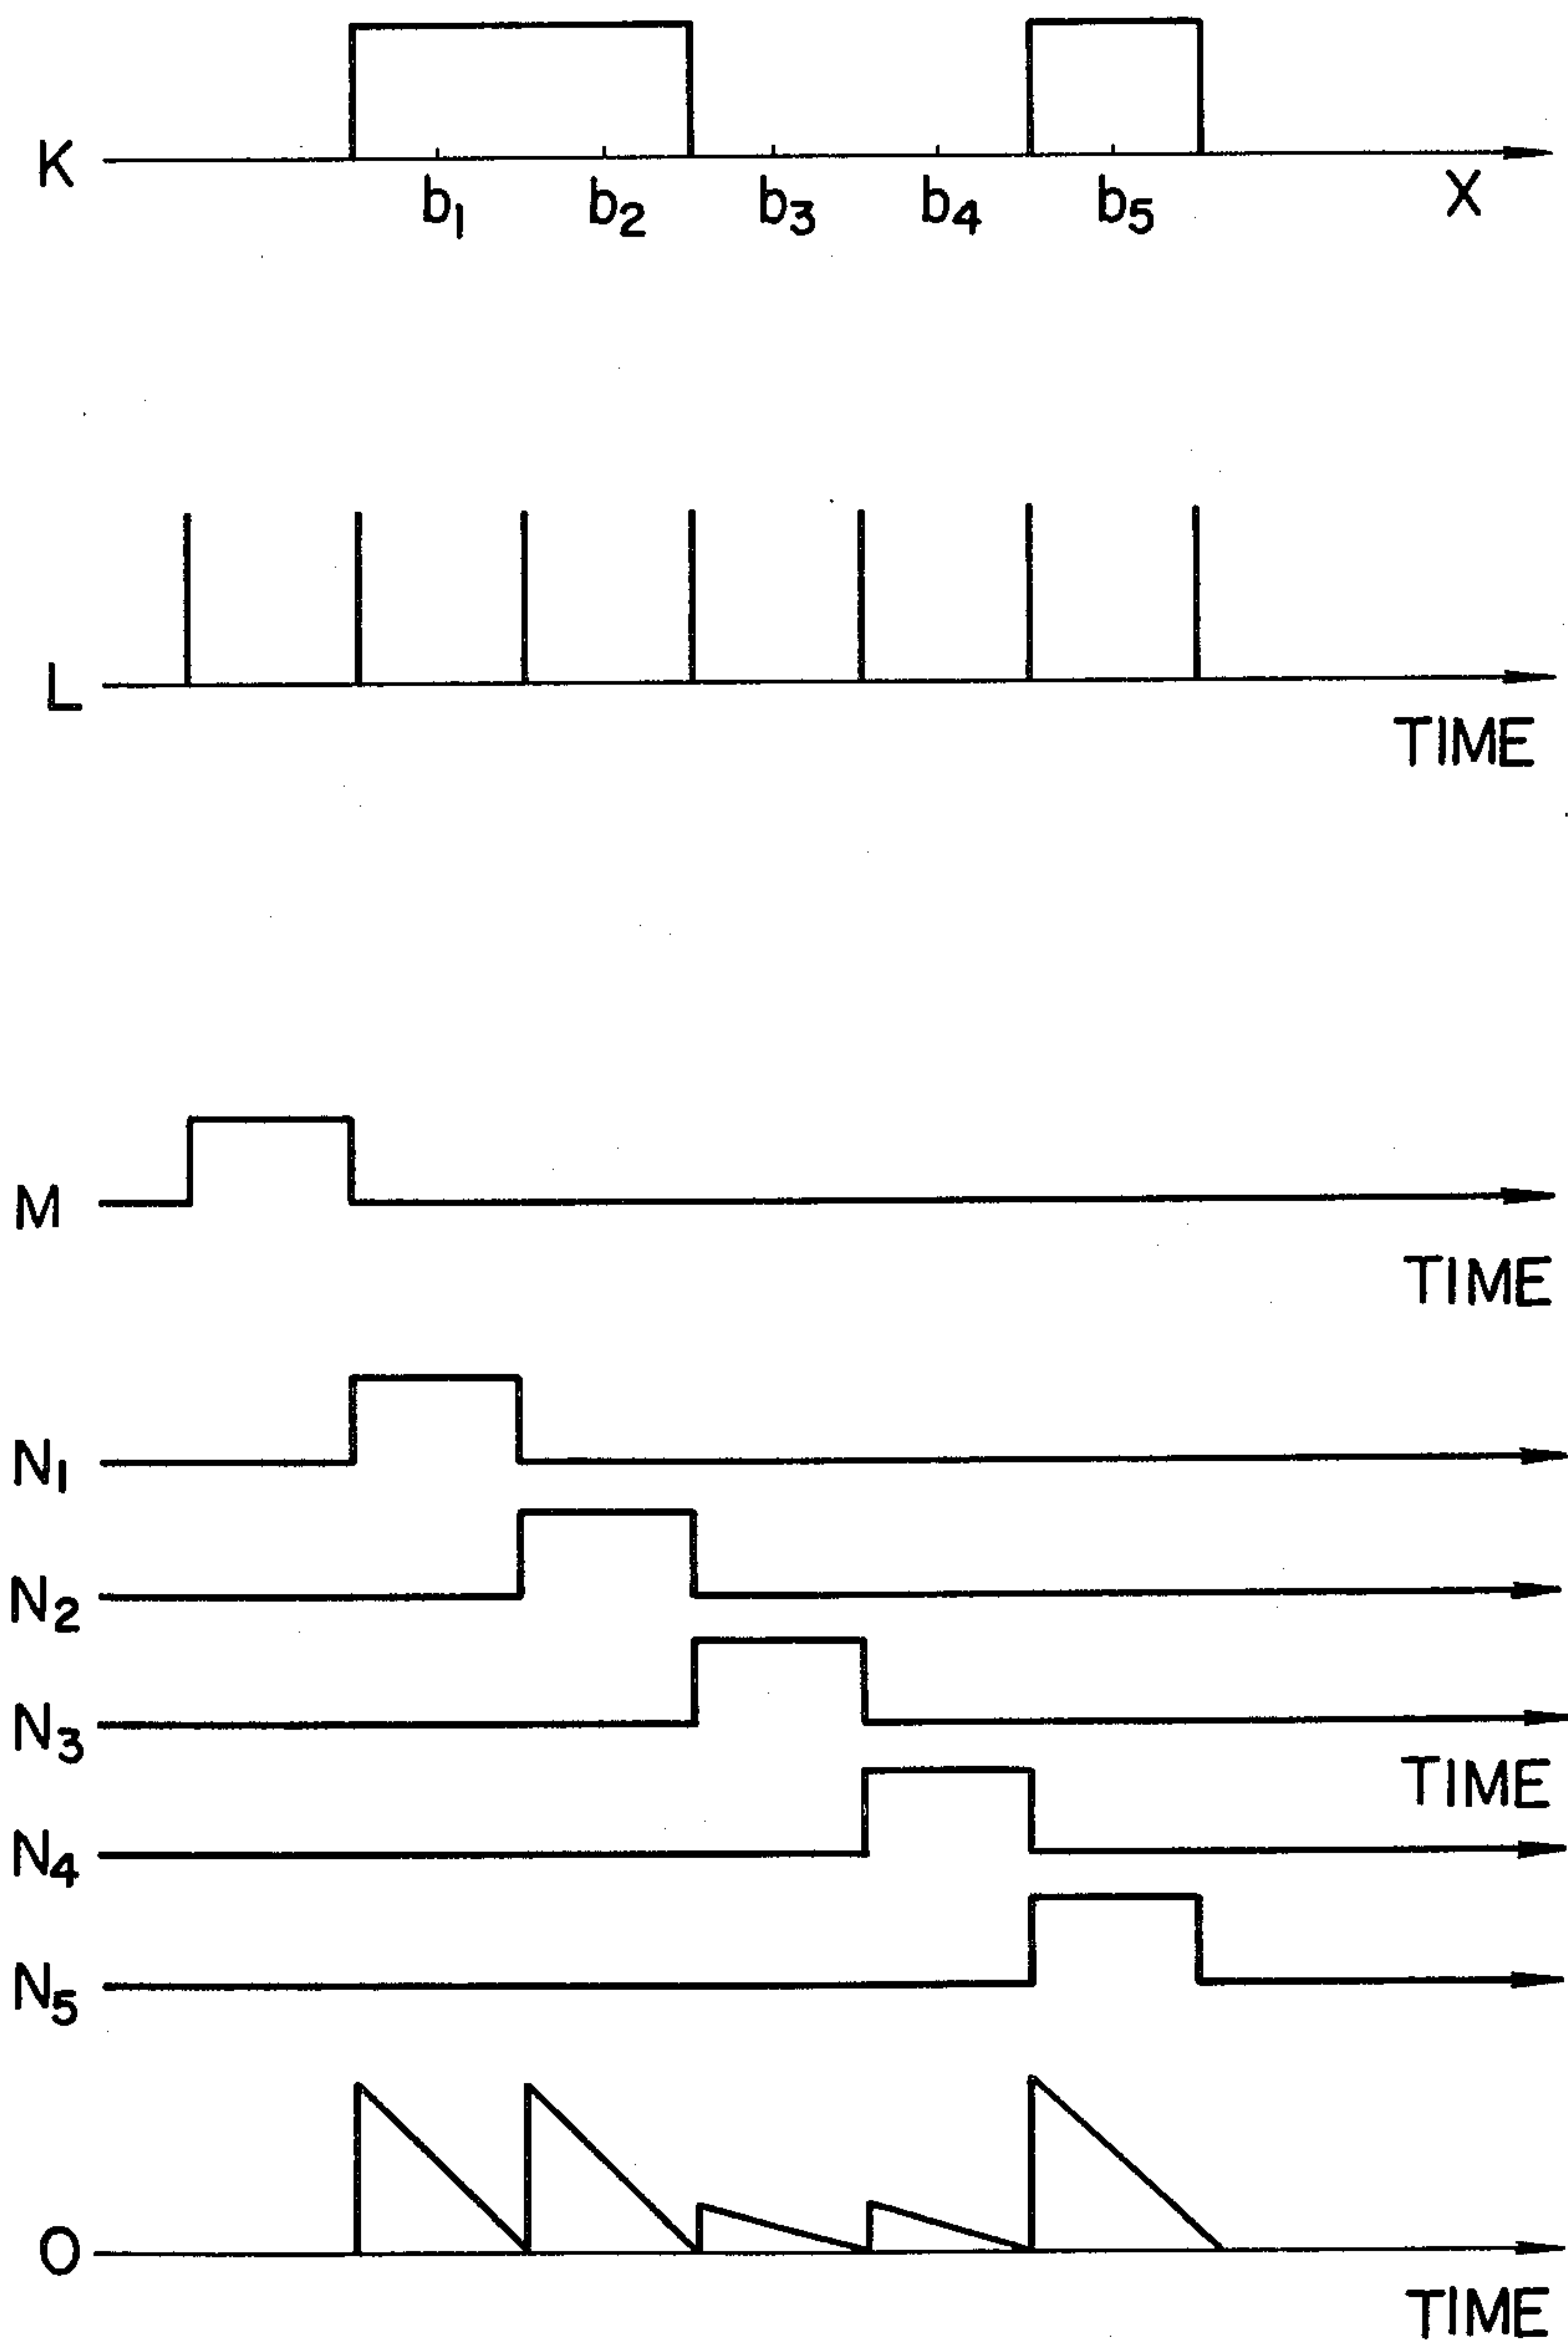 K
b₁ b₂ b₃ b₄ b₅ X
L
TIME
M
TIME
N₁
N₂
N₃
TIME
N₄
N₅
O
TIME